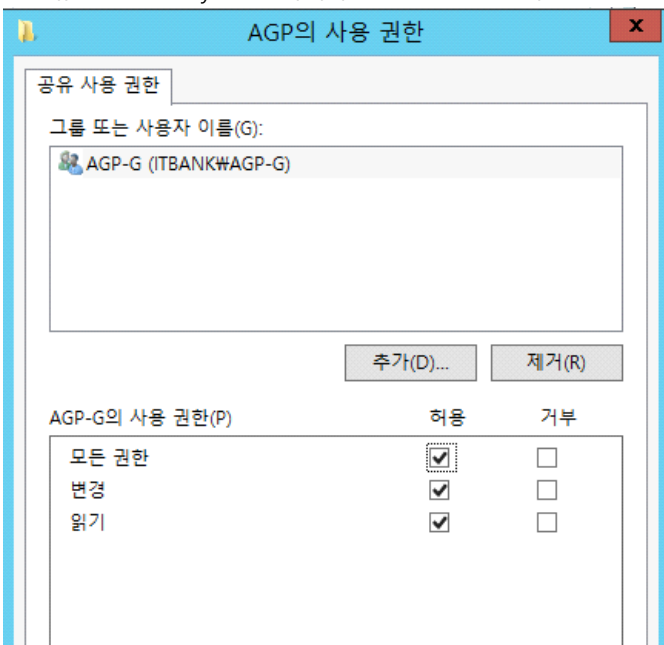 AGP의 사용 권한
x
공유 사용 권한
그룹 또는 사용자 이름(G):
AGP-G (ITBANK₩AGP-G)
추가(D)... 제거(R)
AGP-G의 사용 권한(P) 허용 거부
모든 권한
변경
읽기